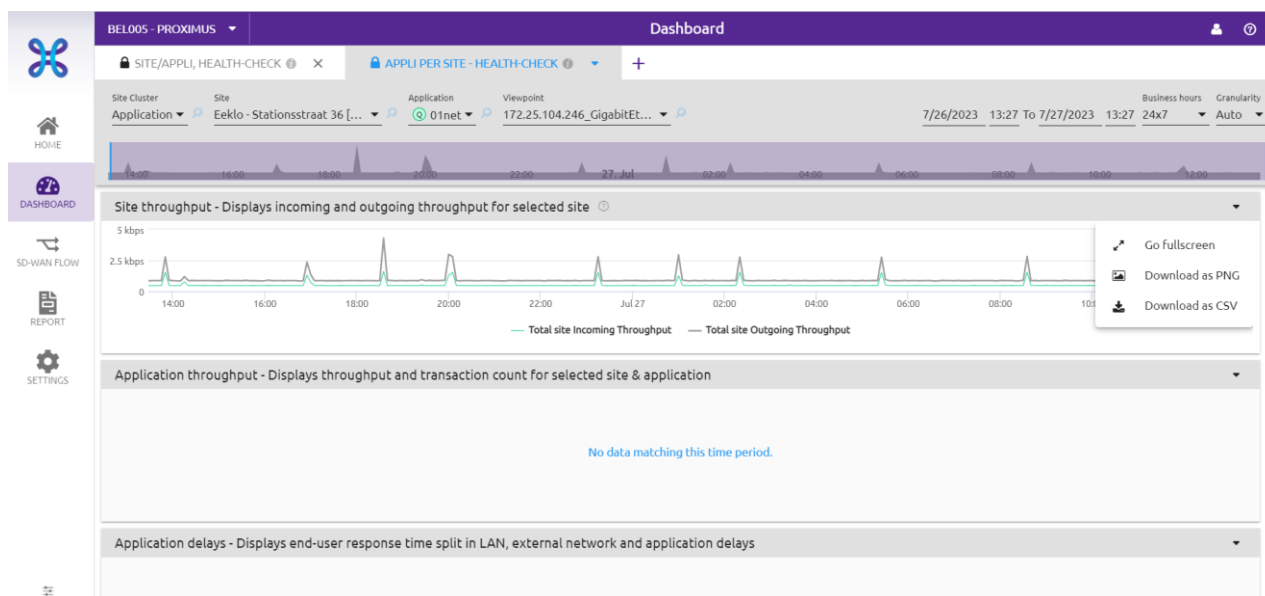 BEL005 - PROXIMUS
Dashboard
SITE/APPLI, HEALTH-CHECK
APPLI PER SITE - HEALTH-CHECK
Site Cluster Site Application Viewpoint Business hours Granularity
Application Eeklo - Stationsstraat 36 [... 01net 172.25.104.246_GigabitEt... 7/26/2023 13:27 To 7/27/2023 13:27 24x7 Auto
14:00 16:00 18:00 20:00 22:00 27. Jul 02:00 04:00 06:00 08:00 10:00 12:00
HOME
DASHBOARD
SD-WAN FLOW
REPORT
SETTINGS
Site throughput - Displays incoming and outgoing throughput for selected site
5 kbps
2.5 kbps
0
14:00 16:00 18:00 20:00 22:00 Jul 27 02:00 04:00 06:00 08:00
Total site Incoming Throughput Total site Outgoing Throughput
Go fullscreen
Download as PNG
Download as CSV
Application throughput - Displays throughput and transaction count for selected site & application
No data matching this time period.
Application delays - Displays end-user response time split in LAN, external network and application delays